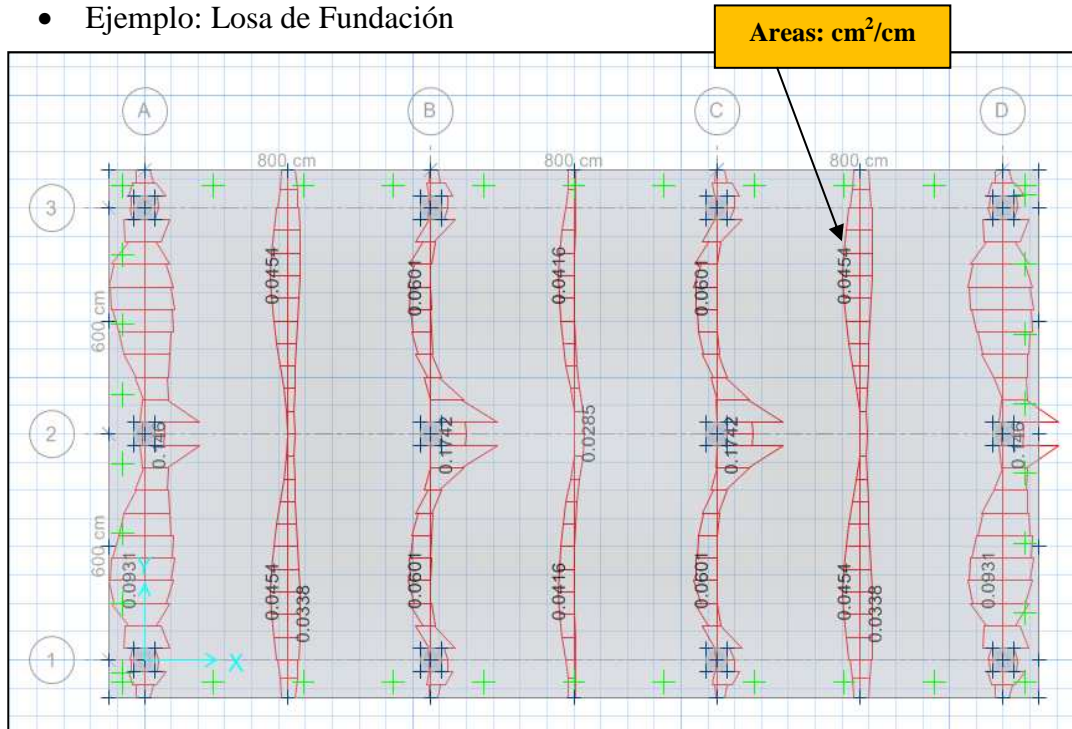 • Ejemplo: Losa de Fundación
Areas: cm²/cm
A B C D
800 cm 800 cm 800 cm
3
0.0454 0.0601 0.0416 0.0601 0.0454
600 cm
2
0.146 0.1742 0.0285 0.1742 0.146
600 cm
0.0931 0.0454 0.0338 0.0601 0.0416 0.0601 0.0454 0.0338 0.0931
Y
1
X